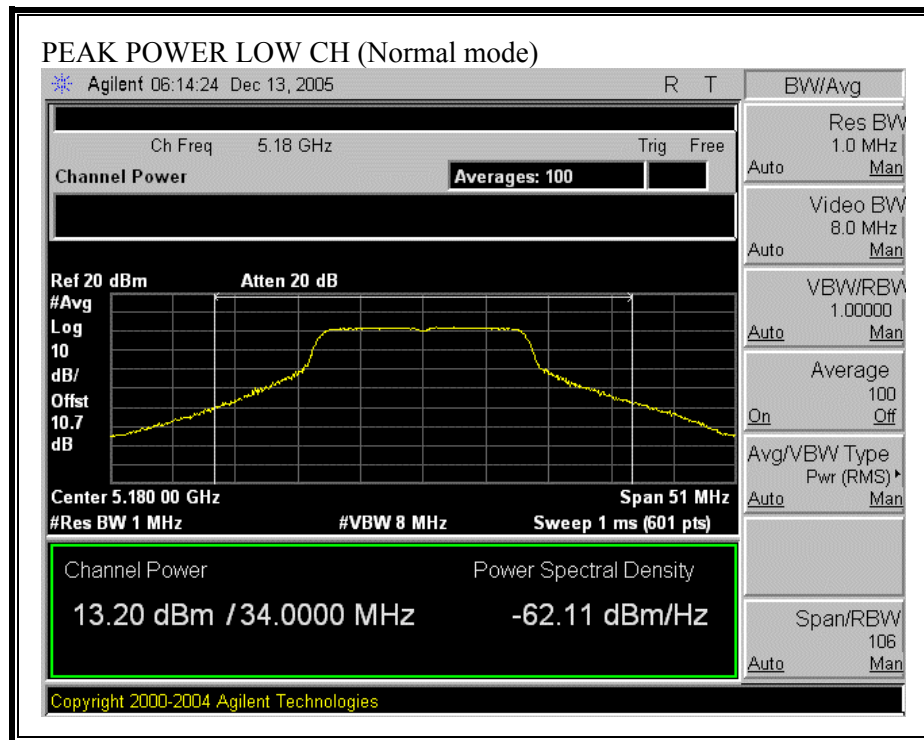 PEAK POWER LOW CH (Normal mode)
Agilent 06:14:24 Dec 13, 2005 R T
Ch Freq 5.18 GHz Trig Free
Channel Power Averages: 100
Ref 20 dBm Atten 20 dB
#Avg
Log
10
dB/
Offst
10.7
dB
Center 5.180 00 GHz Span 51 MHz
#Res BW 1 MHz #VBW 8 MHz Sweep 1 ms (601 pts)
Channel Power Power Spectral Density
13.20 dBm / 34.0000 MHz -62.11 dBm/Hz
Copyright 2000-2004 Agilent Technologies
BW/Avg
Res BW
1.0 MHz
Auto Man
Video BW
8.0 MHz
Auto Man
VBW/RBW
1.00000
Auto Man
Average
100
On Off
Avg/VBW Type
Pwr (RMS)
Auto Man
Span/RBW
106
Auto Man